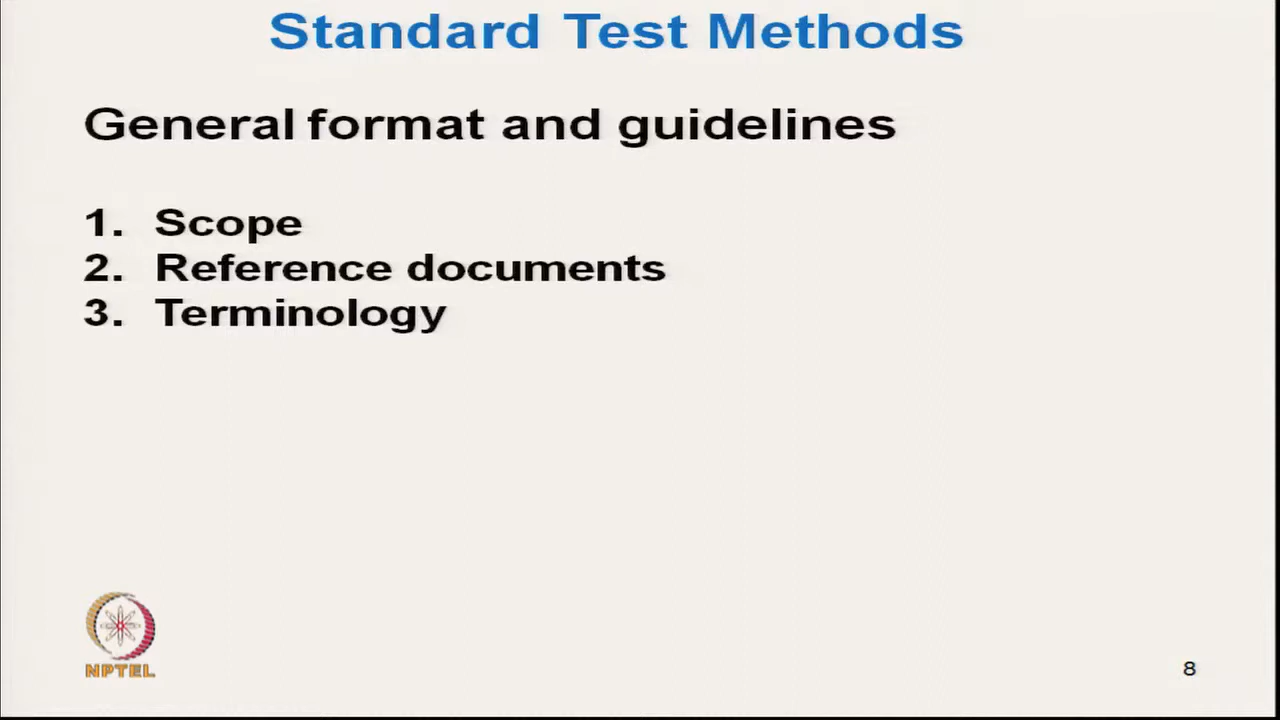 Standard Test Methods
General format and guidelines
1. Scope
2. Reference documents
3. Terminology
NPTEL
8